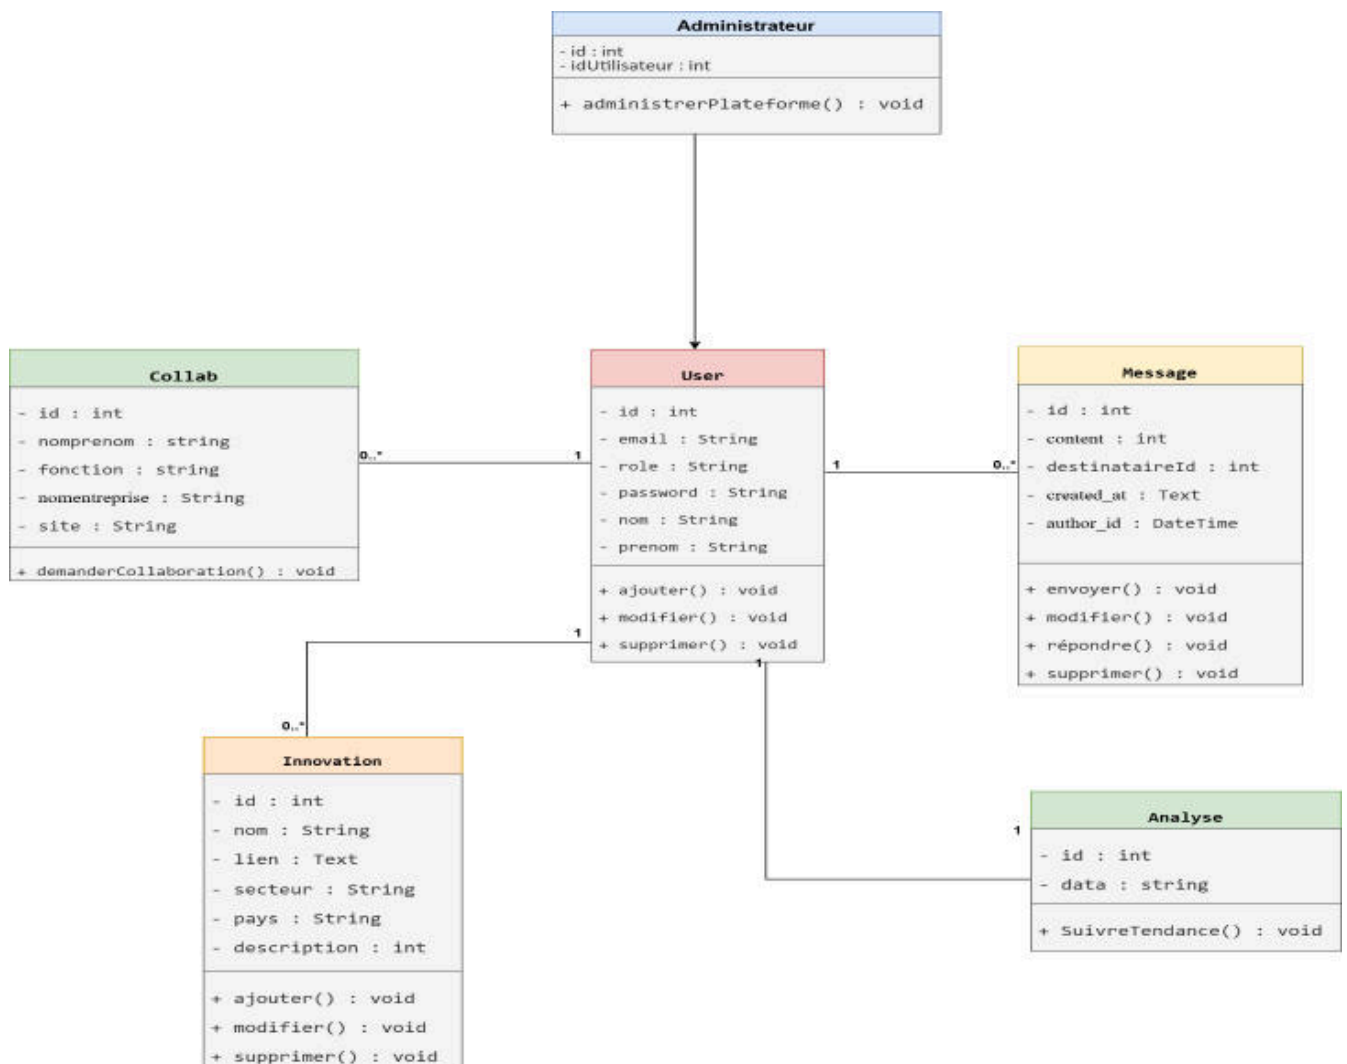 Administrateur
- id : int
- idUtilisateur : int
+ administrerPlateforme() : void
Collab
- id : int
- nomprenom : string
- fonction : string
- nomentreprise : String
- site : String
+ demanderCollaboration() : void
0..*
1
User
- id : int
- email : String
- role : String
- password : String
- nom : String
- prenom : String
+ ajouter() : void
+ modifier() : void
+ supprimer() : void
1
0..*
Message
- id : int
- content : int
- destinataireId : int
- created_at : Text
- author_id : DateTime
+ envoyer() : void
+ modifier() : void
+ répondre() : void
+ supprimer() : void
1
0..*
Innovation
- id : int
- nom : String
- lien : Text
- secteur : String
- pays : String
- description : int
+ ajouter() : void
+ modifier() : void
+ supprimer() : void
1
1
Analyse
- id : int
- data : string
+ SuivreTendance() : void